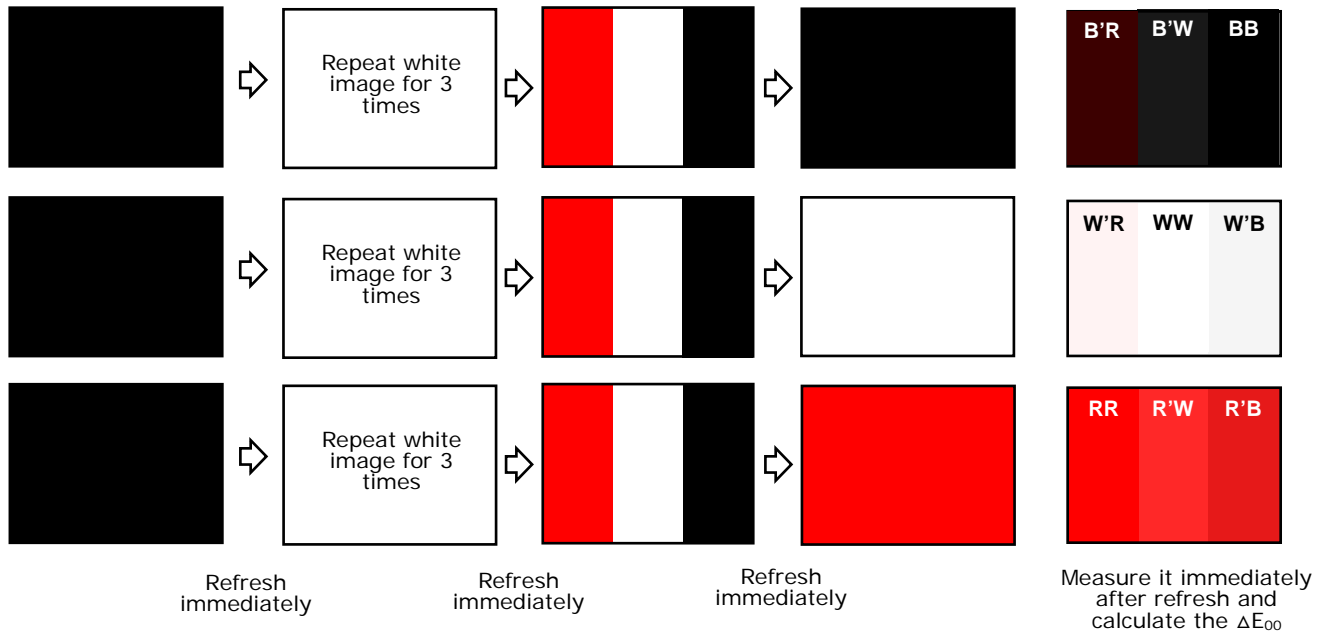 Repeat white
image for 3
times
B’R B’W BB
Repeat white
image for 3
times
W’R WW W’B
Repeat white
image for 3
times
RR R’W R’B
Refresh
immediately
Refresh
immediately
Refresh
immediately
Measure it immediately
after refresh and
calculate the △E₀₀